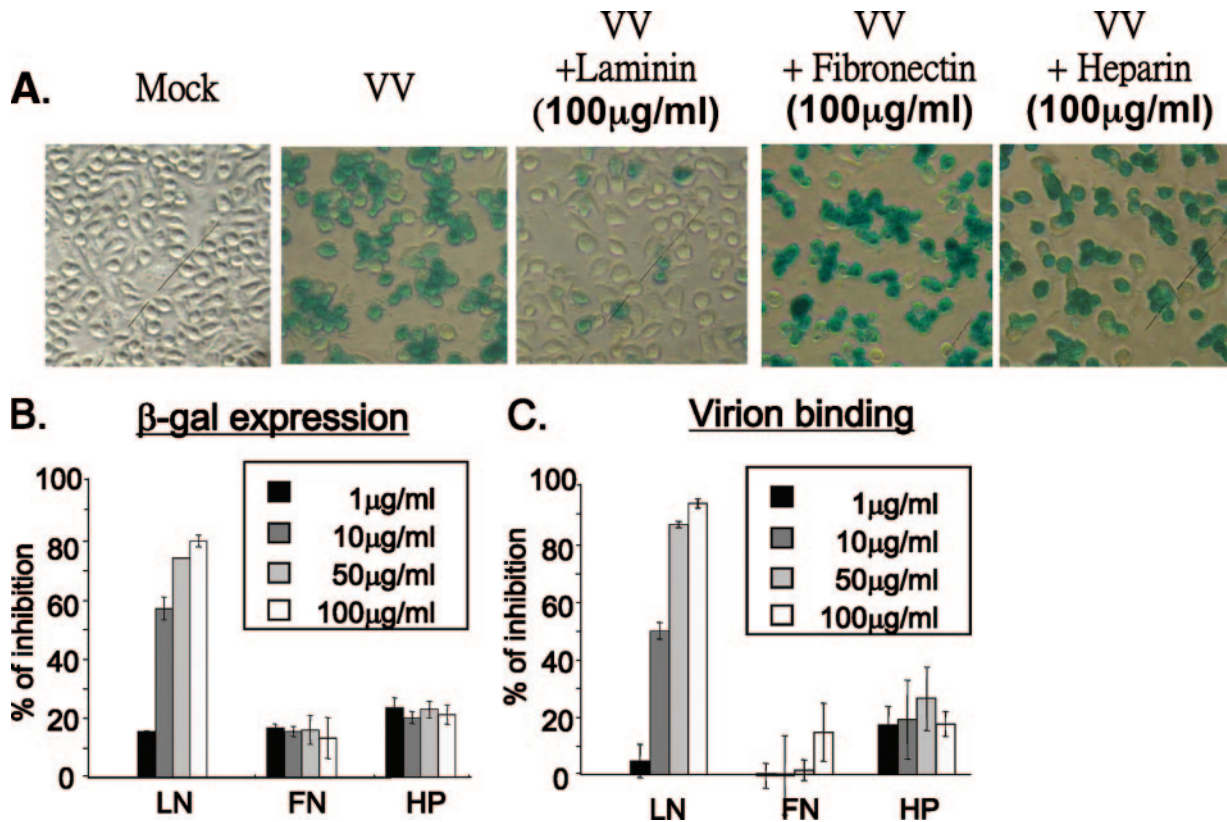 A.
Mock
VV
VV
+Laminin
(100μg/ml)
VV
+ Fibronectin
(100μg/ml)
VV
+ Heparin
(100μg/ml)
B.
β-gal expression
% of inhibition
100
80
60
40
20
0
1μg/ml
10μg/ml
50μg/ml
100μg/ml
LN
FN
HP
C.
Virion binding
% of inhibition
100
80
60
40
20
0
1μg/ml
10μg/ml
50μg/ml
100μg/ml
LN
FN
HP